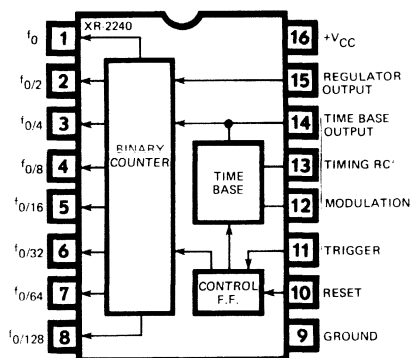 XR-2240
f0 1
f0/2 2
f0/4 3
f0/8 4
f0/16 5
f0/32 6
f0/64 7
f0/128 8
BINARY
COUNTER
TIME
BASE
CONTROL
F.F.
16 +VCC
15 REGULATOR
OUTPUT
14 TIME BASE
OUTPUT
13 TIMING RC'
12 MODULATION
11 TRIGGER
10 RESET
9 GROUND